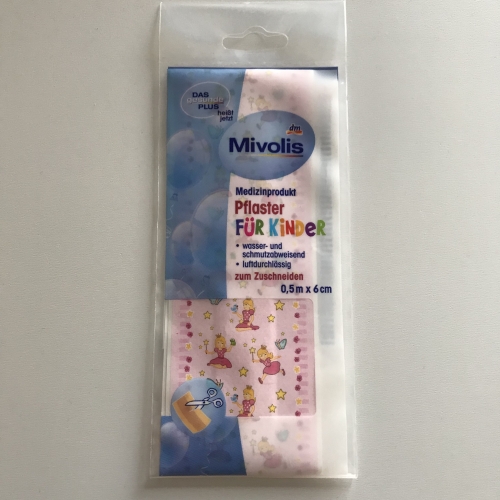 DAS
gesunde
PLUS
heißt
jetzt
dm
Mivolis
Medizinprodukt
Pflaster
FÜR KiNDER
• wasser- und
schmutzabweisend
• luftdurchlässig
zum Zuschneiden
0,5 m x 6 cm